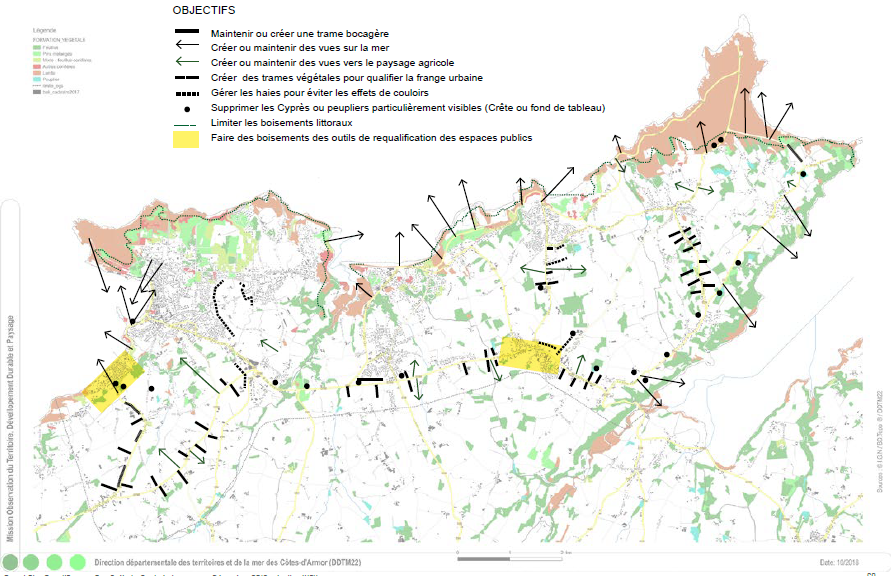 OBJECTIFS
Maintenir ou créer une trame bocagère
Créer ou maintenir des vues sur la mer
Créer ou maintenir des vues vers le paysage agricole
Créer des trames végétales pour qualifier la frange urbaine
Gérer les haies pour éviter les effets de couloirs
Supprimer les Cyprès ou peupliers particulièrement visibles (Crête ou fond de tableau)
Limiter les boisements littoraux
Faire des boisements des outils de requalification des espaces publics
Légende
FORMATION VEGETALE
Feuillus
Lande
Mission Observation du Territoire, Développement Durable et Paysage
Direction départementale des territoires et de la mer des Côtes-d'Armor (DDTM22)
Date: 10/2018